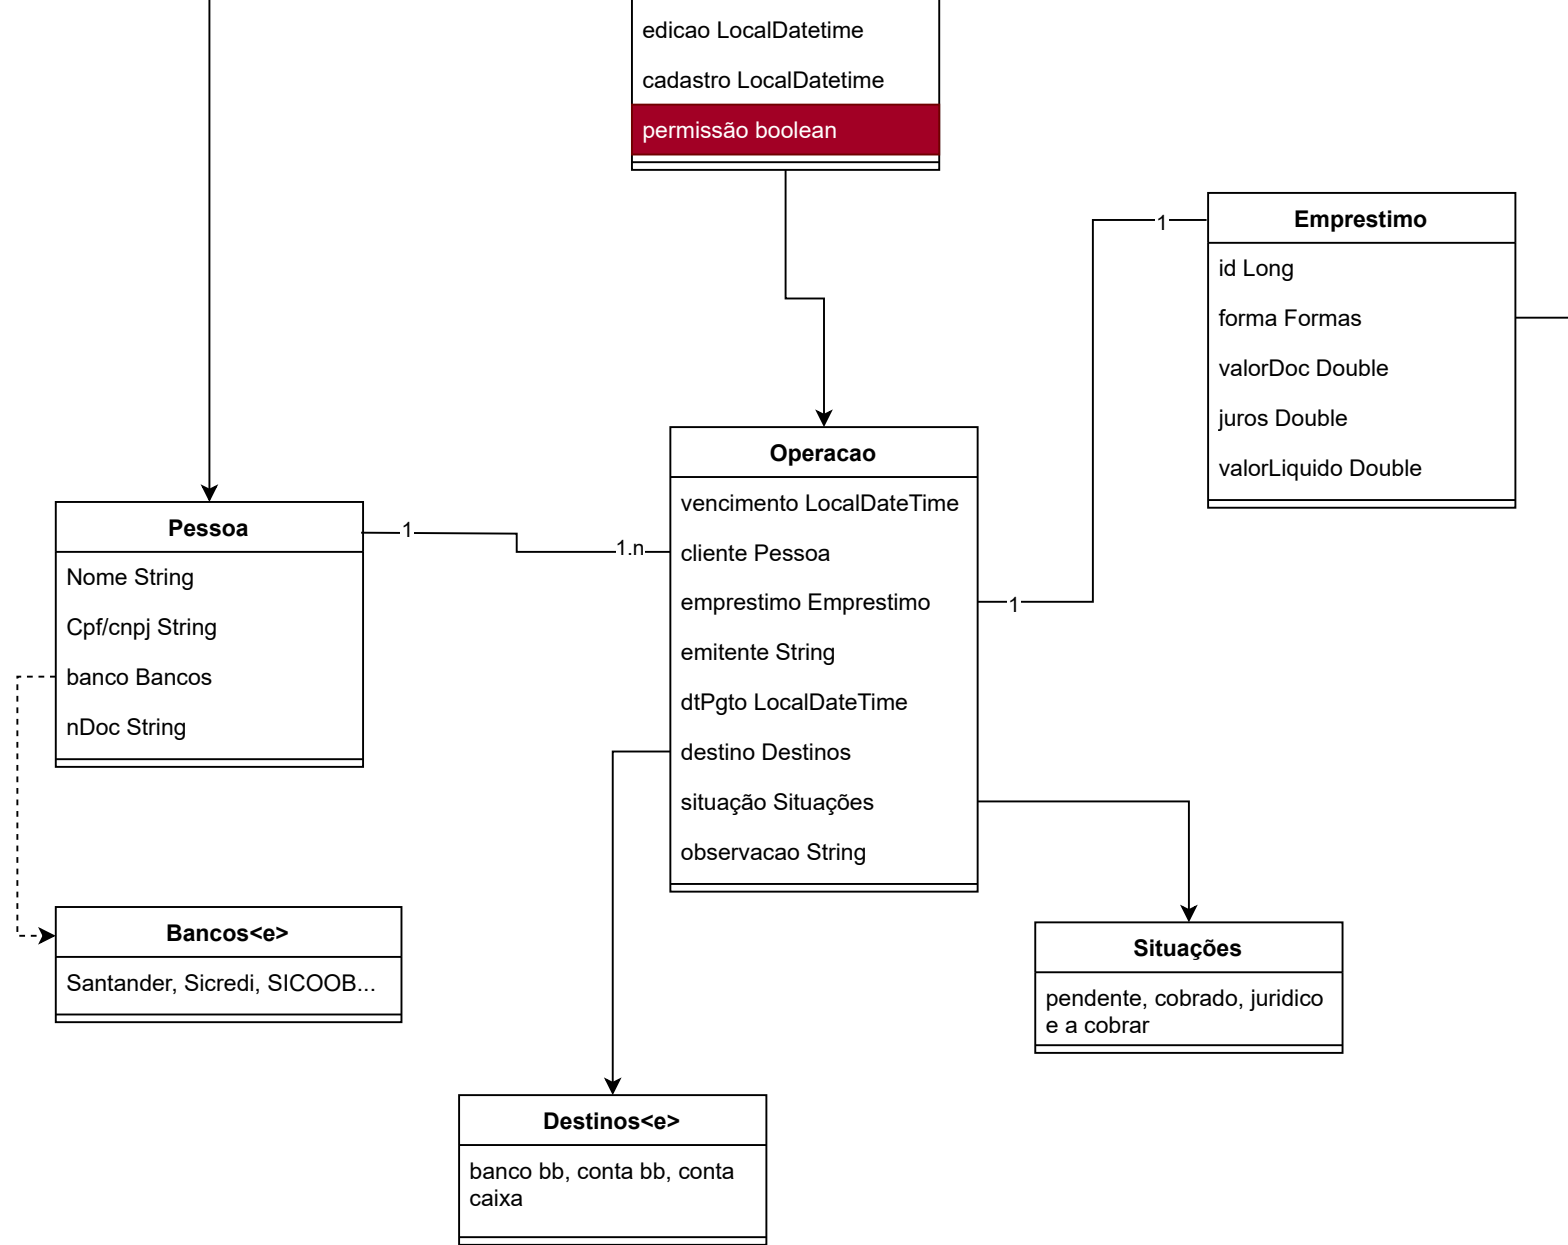 edicao LocalDatetime
cadastro LocalDatetime
permissão boolean
1
Emprestimo
id Long
forma Formas
valorDoc Double
juros Double
valorLiquido Double
Operacao
vencimento LocalDateTime
cliente Pessoa
emprestimo Emprestimo
emitente String
dtPgto LocalDateTime
destino Destinos
situação Situações
observacao String
1
Pessoa
Nome String
Cpf/cnpj String
banco Bancos
nDoc String
1
1.n
Bancos<e>
Santander, Sicredi, SICOOB...
Situações
pendente, cobrado, juridico
e a cobrar
Destinos<e>
banco bb, conta bb, conta
caixa